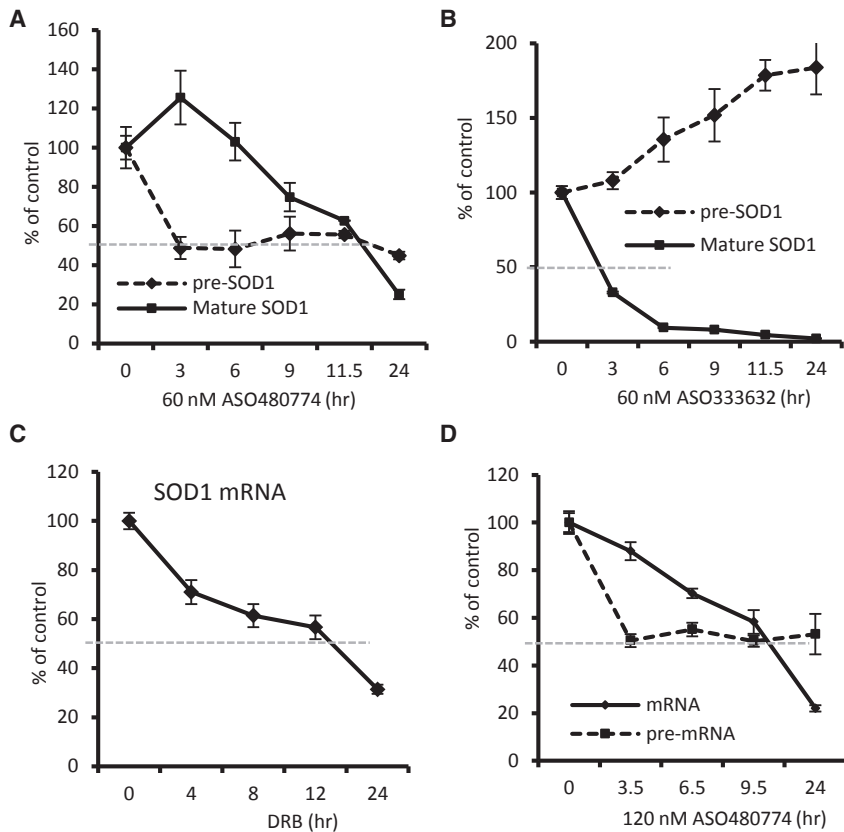 A
160
140
120
100
80
60
40
20
0
% of control
pre-SOD1
Mature SOD1
0 3 6 9 11.5 24
60 nM ASO480774 (hr)
B
200
150
100
50
0
% of control
pre-SOD1
Mature SOD1
0 3 6 9 11.5 24
60 nM ASO333632 (hr)
C
120
100
80
60
40
20
0
% of control
SOD1 mRNA
0 4 8 12 24
DRB (hr)
D
120
100
80
60
40
20
0
% of control
mRNA
pre-mRNA
0 3.5 6.5 9.5 24
120 nM ASO480774 (hr)